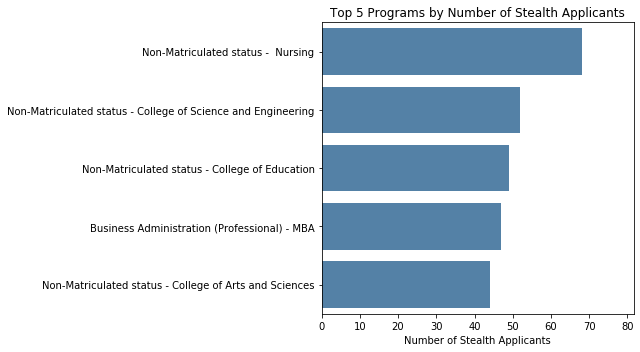 Top 5 Programs by Number of Stealth Applicants
Non-Matriculated status -  Nursing
Non-Matriculated status - College of Science and Engineering
Non-Matriculated status - College of Education
Business Administration (Professional) - MBA
Non-Matriculated status - College of Arts and Sciences
0 10 20 30 40 50 60 70 80
Number of Stealth Applicants